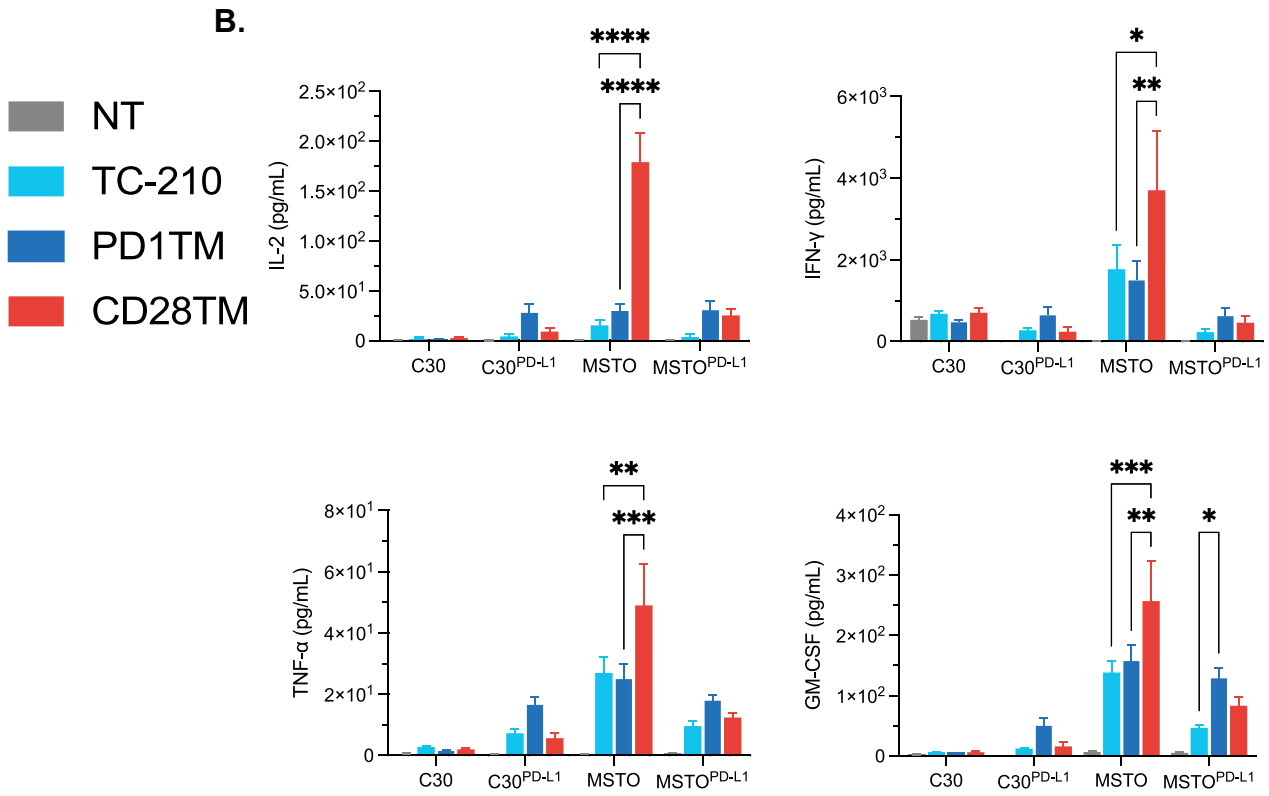 B.
NT
TC-210
PD1TM
CD28TM
**** 
****
2.5×10²
2.0×10²
1.5×10²
1.0×10²
5.0×10¹
0
IL-2 (pg/mL)
C30 C30ᴾᴰ⁻ᴸ¹ MSTO MSTOᴾᴰ⁻ᴸ¹
*
**
6×10³
4×10³
2×10³
0
IFN-γ (pg/mL)
C30 C30ᴾᴰ⁻ᴸ¹ MSTO MSTOᴾᴰ⁻ᴸ¹
**
***
8×10¹
6×10¹
4×10¹
2×10¹
0
TNF-α (pg/mL)
C30 C30ᴾᴰ⁻ᴸ¹ MSTO MSTOᴾᴰ⁻ᴸ¹
***
** *
4×10²
3×10²
2×10²
1×10²
0
GM-CSF (pg/mL)
C30 C30ᴾᴰ⁻ᴸ¹ MSTO MSTOᴾᴰ⁻ᴸ¹